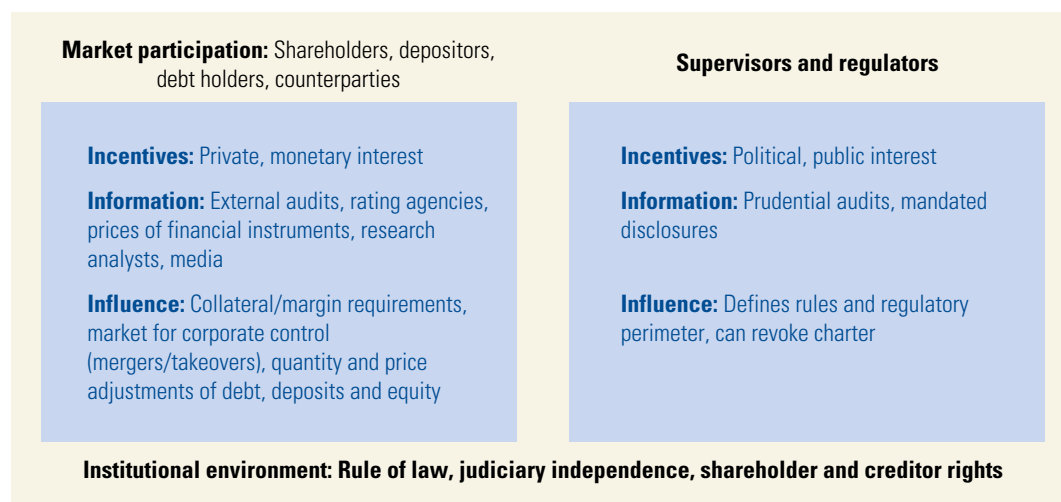 Market participation: Shareholders, depositors,
debt holders, counterparties
Incentives: Private, monetary interest
Information: External audits, rating agencies,
prices of financial instruments, research
analysts, media
Influence: Collateral/margin requirements,
market for corporate control
(mergers/takeovers), quantity and price
adjustments of debt, deposits and equity
Supervisors and regulators
Incentives: Political, public interest
Information: Prudential audits, mandated
disclosures
Influence: Defines rules and regulatory
perimeter, can revoke charter
Institutional environment: Rule of law, judiciary independence, shareholder and creditor rights